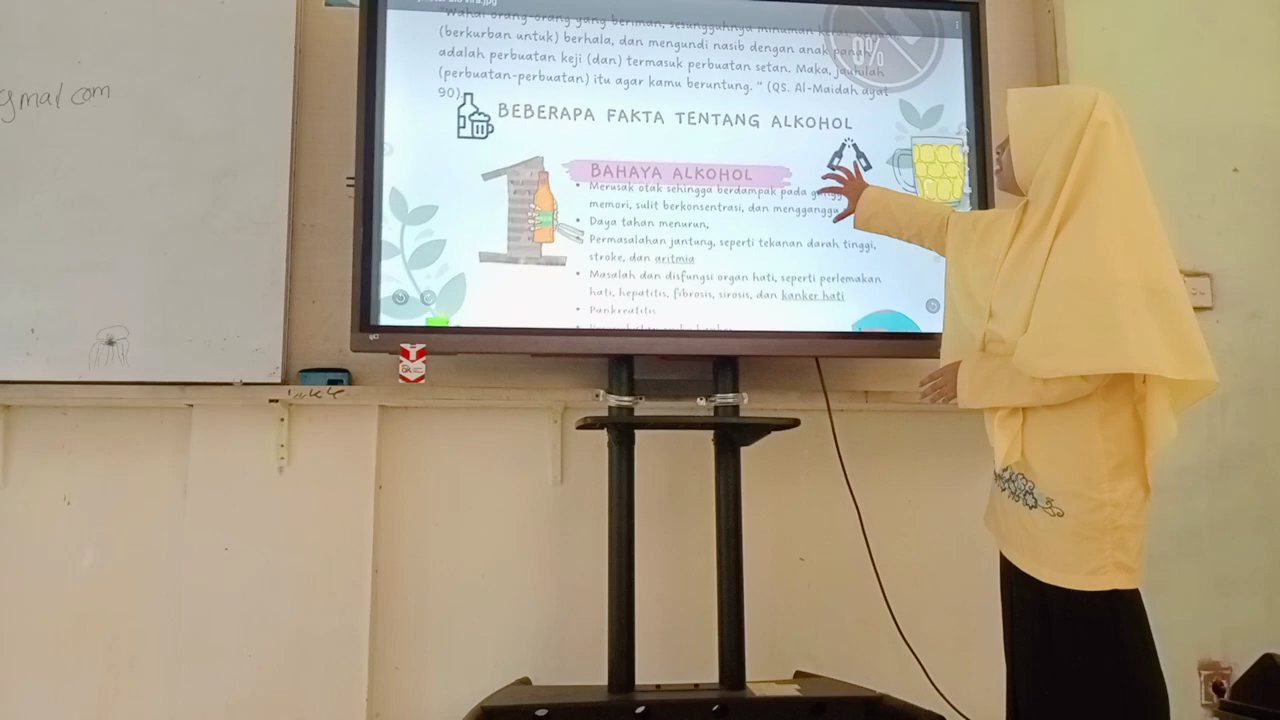 gmail com
"Wahai orang-orang yang beriman, sesungguhnya minuman
(berkurban untuk) berhala, dan mengundi nasib dengan anak panah
adalah perbuatan keji (dan) termasuk perbuatan setan. Maka, jauhilah
(perbuatan-perbuatan) itu agar kamu beruntung. " (QS. Al-Maidah ayat
90)
0%
BEBERAPA FAKTA TENTANG ALKOHOL
1
BAHAYA ALKOHOL
• Merusak otak sehingga berdampak pada
memori, sulit berkonsentrasi, dan mengganggu
• Daya tahan menurun,
• Permasalahan jantung, seperti tekanan darah tinggi,
stroke, dan aritmia
• Masalah dan disfungsi organ hati, seperti perlemakan
hati, hepatitis, fibrosis, sirosis, dan kanker hati
• Pankreatitis